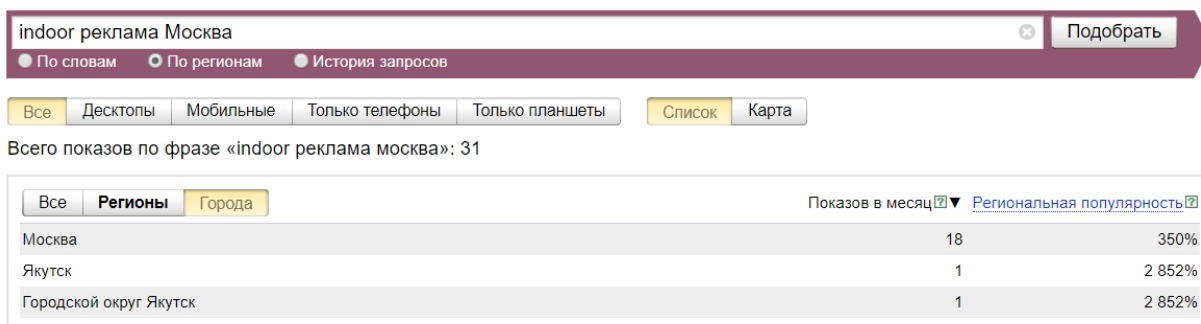 indoor реклама Москва Подобрать
По словам По регионам История запросов
Все Десктопы Мобильные Только телефоны Только планшеты Список Карта
Всего показов по фразе «indoor реклама москва»: 31
Все Регионы Города Показов в месяц ? ▼ Региональная популярность ?
Москва 18 350%
Якутск 1 2 852%
Городской округ Якутск 1 2 852%